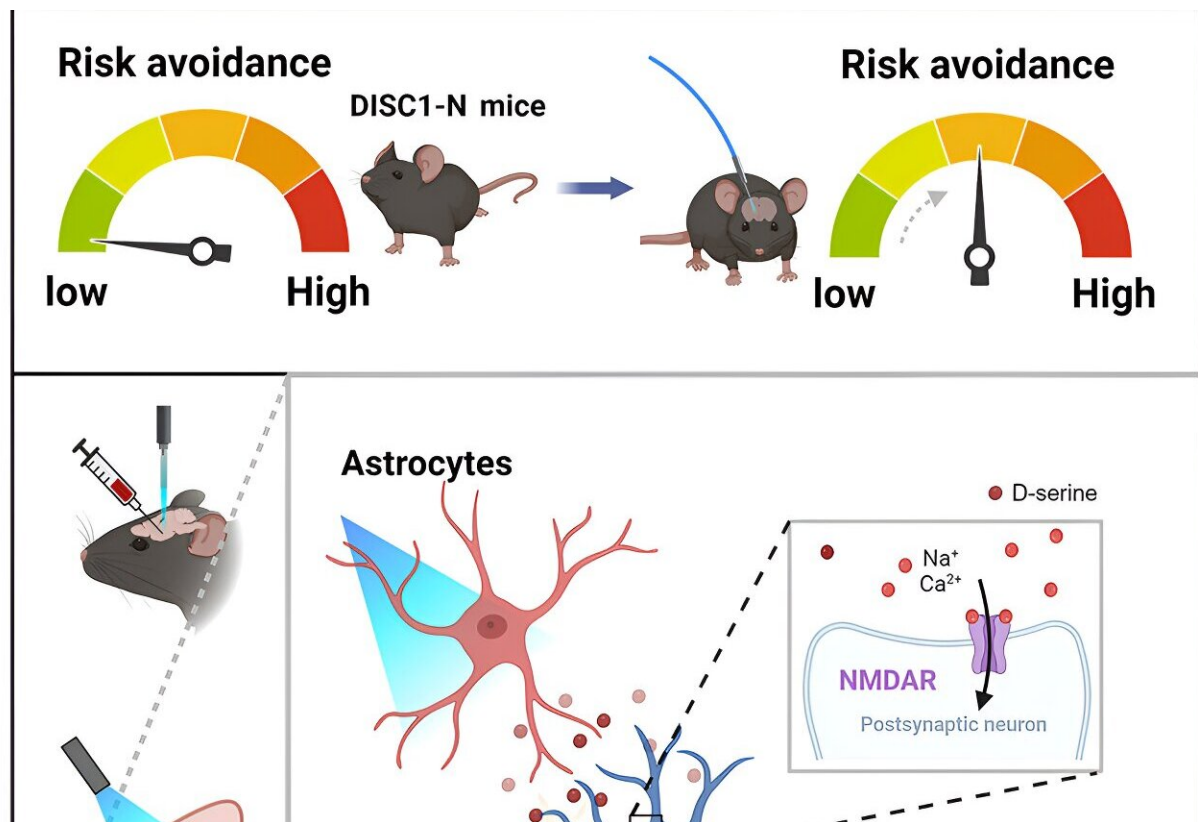 Risk avoidance
DISC1-N mice
low
High
Risk avoidance
low
High
Astrocytes
D-serine
Na⁺
Ca²⁺
NMDAR
Postsynaptic neuron